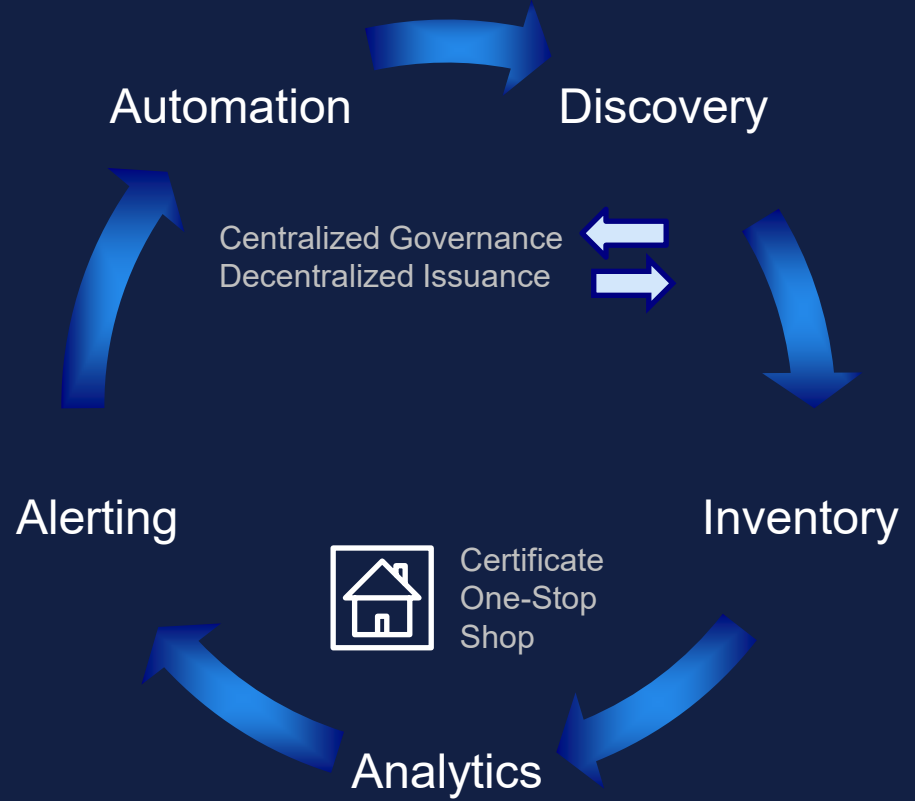 Automation
Discovery
Centralized Governance
Decentralized Issuance
Alerting
Inventory
Certificate
One-Stop
Shop
Analytics